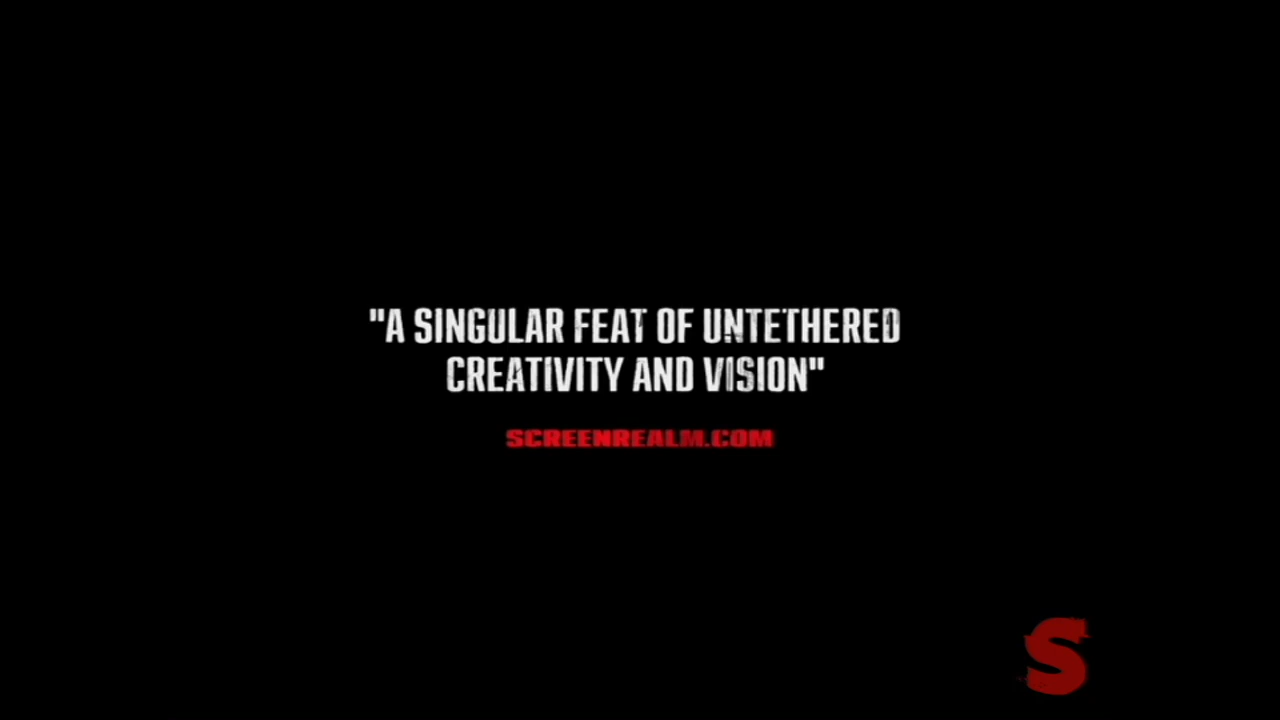 "A SINGULAR FEAT OF UNTETHERED
CREATIVITY AND VISION"
SCREENREALM.COM
S